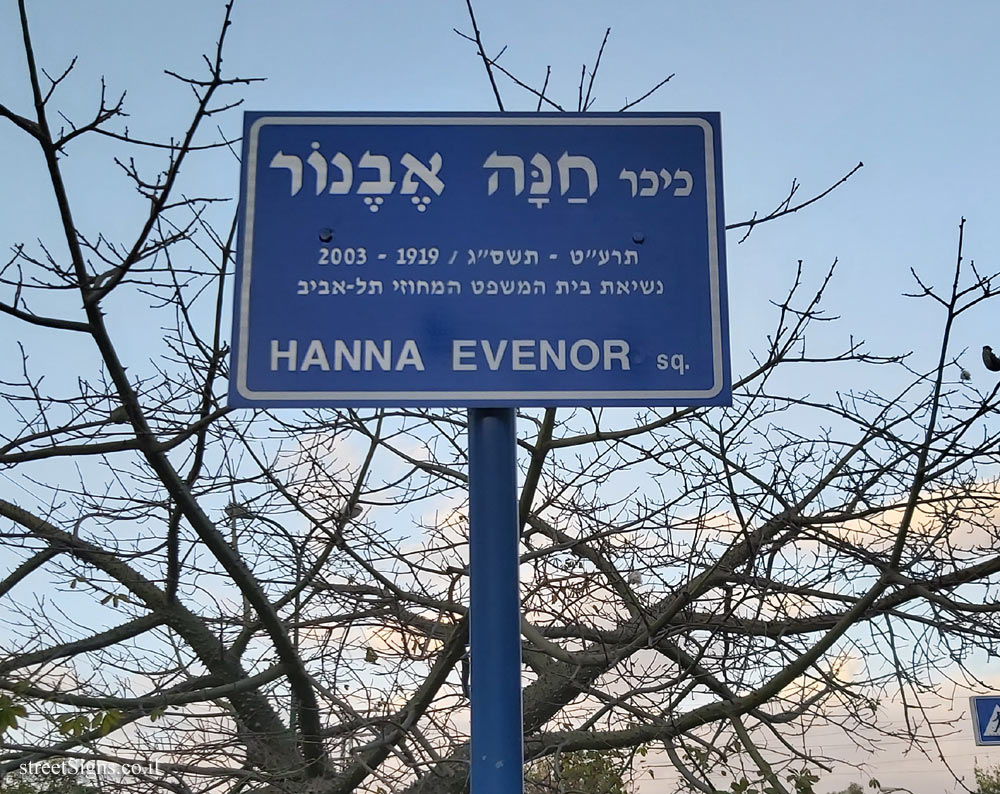 כיכר חַנָּה אֶבֶנוֹר
תרע״ט - תשס״ג / 1919 - 2003
נשיאת בית המשפט המחוזי תל-אביב
HANNA EVENOR sq.
streetSigns.co.il